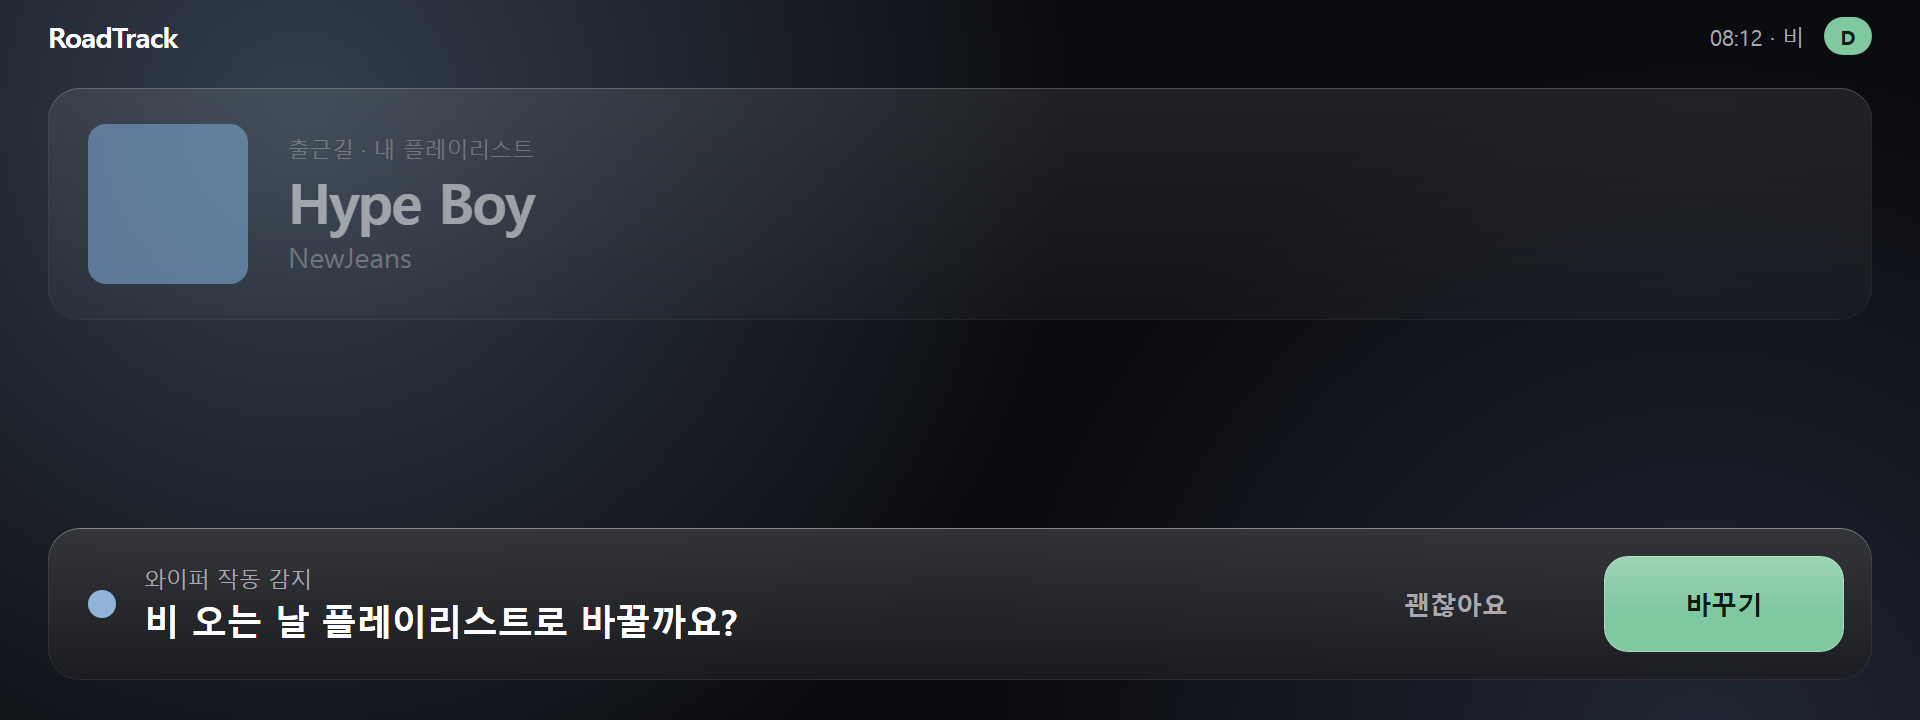 RoadTrack
08:12 · 비
D
출근길 · 내 플레이리스트
Hype Boy
NewJeans
와이퍼 작동 감지
비 오는 날 플레이리스트로 바꿀까요?
괜찮아요
바꾸기